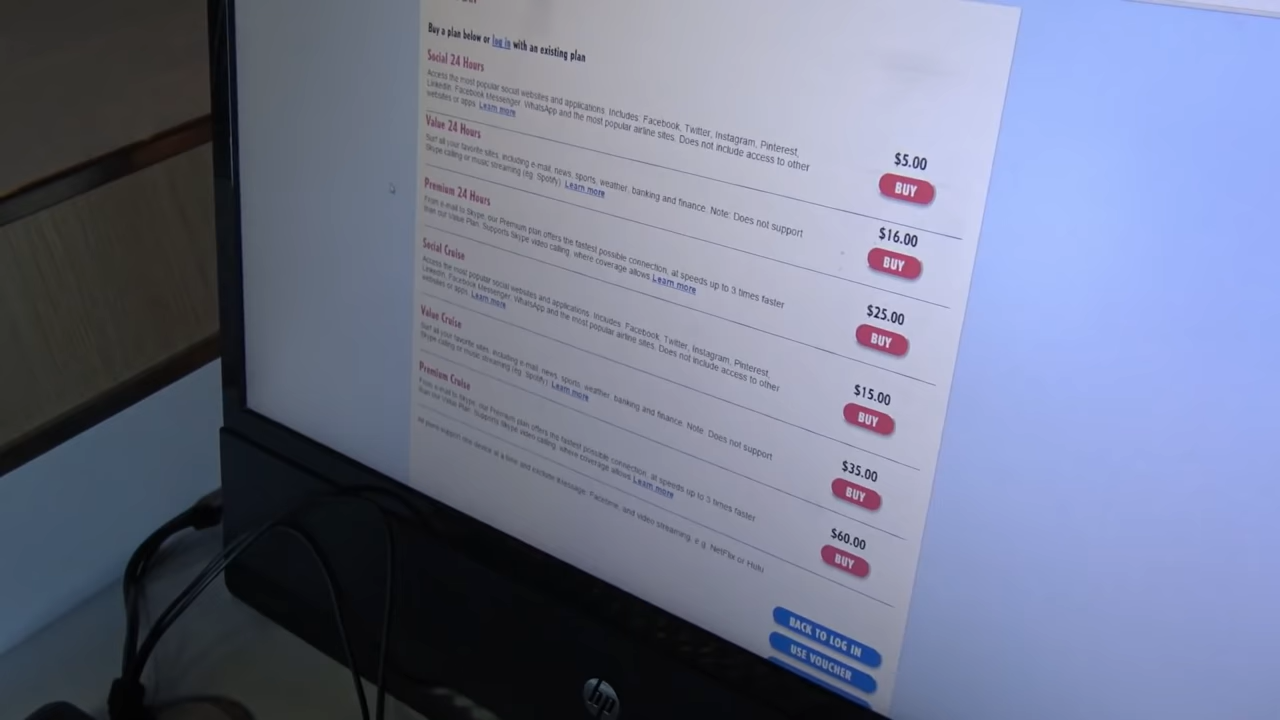 Buy a plan below or log in with an existing plan
Social 24 Hours
Access the most popular social websites and applications. Includes: Facebook, Twitter, Instagram, Pinterest,
LinkedIn, Facebook Messenger, WhatsApp and the most popular airline sites. Does not include access to other
websites or apps. Learn more
$5.00
BUY
Value 24 Hours
Surf all your favorite sites, including e-mail, news, sports, weather, banking and finance. Note: Does not support
Skype calling or music streaming (eg. Spotify). Learn more
$16.00
BUY
Premium 24 Hours
From e-mail to Skype, our Premium plan offers the fastest possible connection, at speeds up to 3 times faster
than our Value Plan. Supports Skype video calling, where coverage allows. Learn more
$25.00
BUY
Social Cruise
Access the most popular social websites and applications. Includes: Facebook, Twitter, Instagram, Pinterest,
LinkedIn, Facebook Messenger, WhatsApp and the most popular airline sites. Does not include access to other
websites or apps. Learn more
$15.00
BUY
Value Cruise
Surf all your favorite sites, including e-mail, news, sports, weather, banking and finance. Note: Does not support
Skype calling or music streaming (eg. Spotify). Learn more
$35.00
BUY
Premium Cruise
From e-mail to Skype, our Premium plan offers the fastest possible connection, at speeds up to 3 times faster
than our Value Plan. Supports Skype video calling, where coverage allows. Learn more
$60.00
BUY
All plans support one device at a time and exclude iMessage, Facetime, and video streaming, e.g. NetFlix or Hulu
BACK TO LOG IN
USE VOUCHER
hp